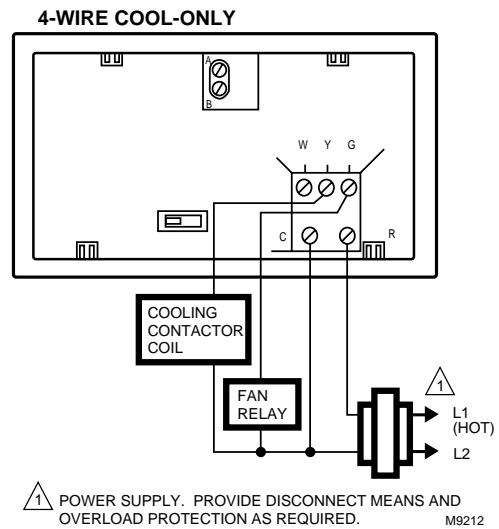 4-WIRE COOL-ONLY
A
B
W Y G
C
R
COOLING
CONTACTOR
COIL
FAN
RELAY
1
L1
(HOT)
L2
1 POWER SUPPLY. PROVIDE DISCONNECT MEANS AND
OVERLOAD PROTECTION AS REQUIRED.
M9212